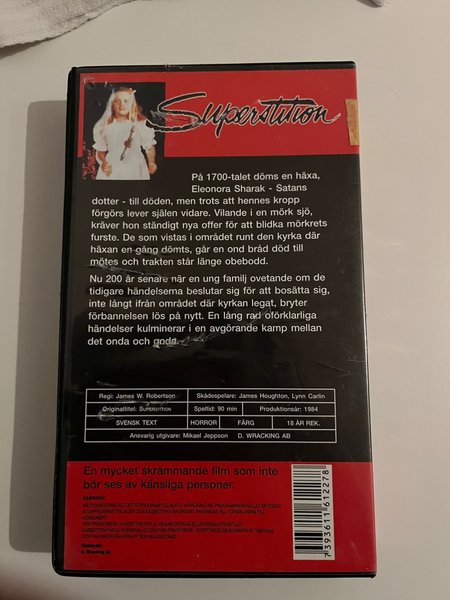 Superstition
På 1700-talet döms en häxa,
Eleonora Sharak - Satans
dotter - till döden, men trots att hennes kropp
förgörs lever själen vidare. Vilande i en mörk sjö,
kräver hon ständigt nya offer för att blidka mörkrets
furste. De som vistas i området runt den kyrka där
häxan en gång dömts, går en ond bråd död till
mötes och trakten står länge obebodd.
Nu 200 år senare när en ung familj ovetande om de
tidigare händelserna beslutar sig för att bosätta sig,
inte långt ifrån området där kyrkan legat, bryter
förbannelsen lös på nytt. En lång rad oförklarliga
händelser kulminerar i en avgörande kamp mellan
det onda och goda.
Regi: James W. Robertson Skådespelare: James Houghton, Lynn Carlin
Originaltitel: SUPERSTITION Speltid: 90 min Produktionsår: 1984
SVENSK TEXT HORROR FÄRG 18 ÅR REK.
Ansvarig utgivare: Mikael Jeppson D. WRACKING AB
En mycket skrämmande film som inte
bör ses av känsliga personer.
7393611612278